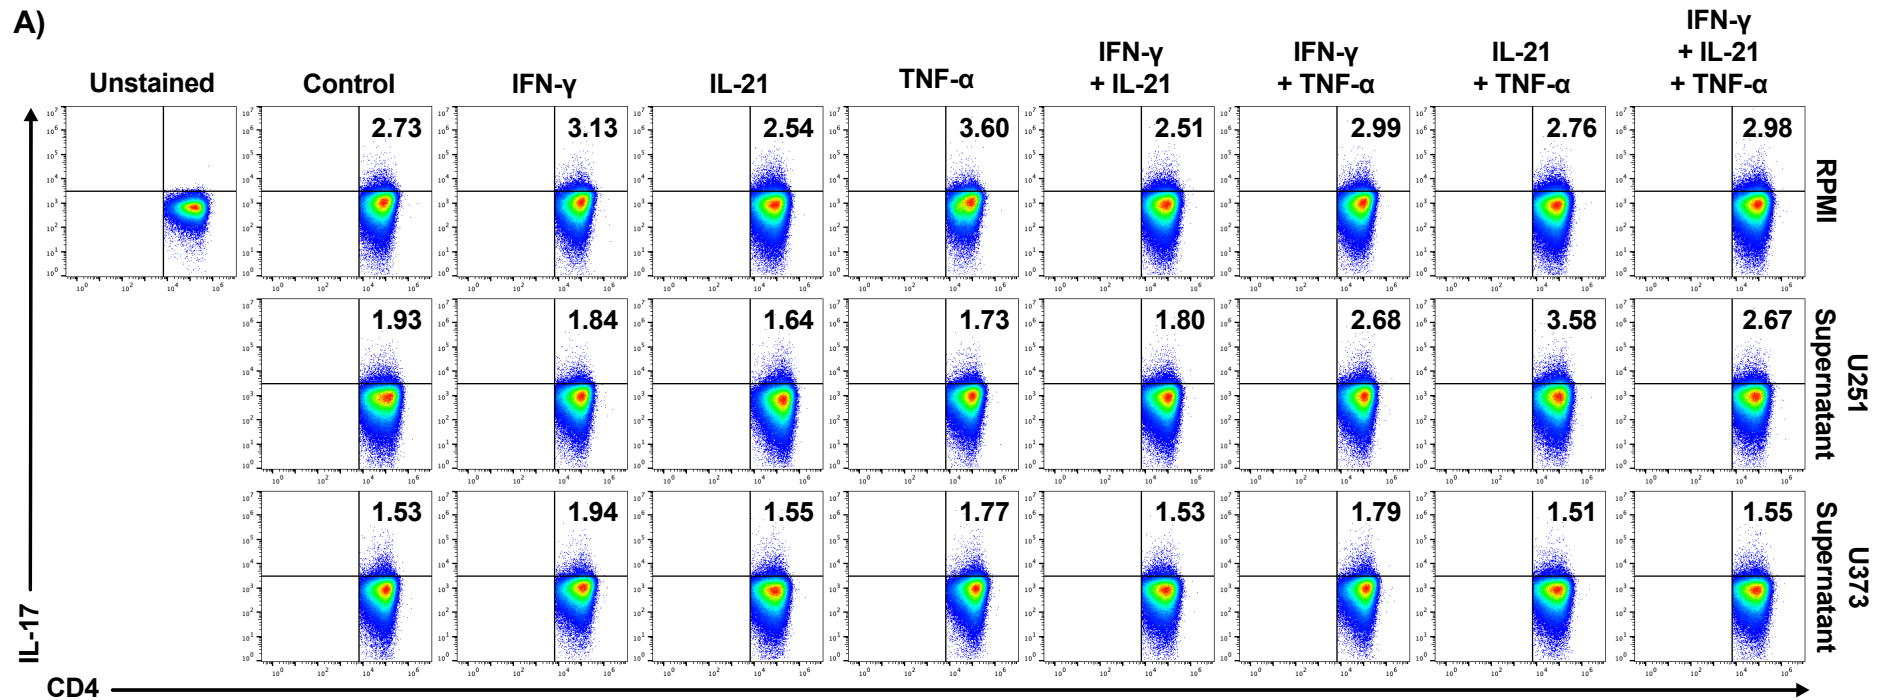 A)
Unstained
Control
IFN-γ
IL-21
TNF-α
IFN-γ
+ IL-21
IFN-γ
+ TNF-α
IL-21
+ TNF-α
IFN-γ
+ IL-21
+ TNF-α
2.73
3.13
2.54
3.60
2.51
2.99
2.76
2.98
RPMI
1.93
1.84
1.64
1.73
1.80
2.68
3.58
2.67
U251
Supernatant
1.53
1.94
1.55
1.77
1.53
1.79
1.51
1.55
U373
Supernatant
IL-17
CD4